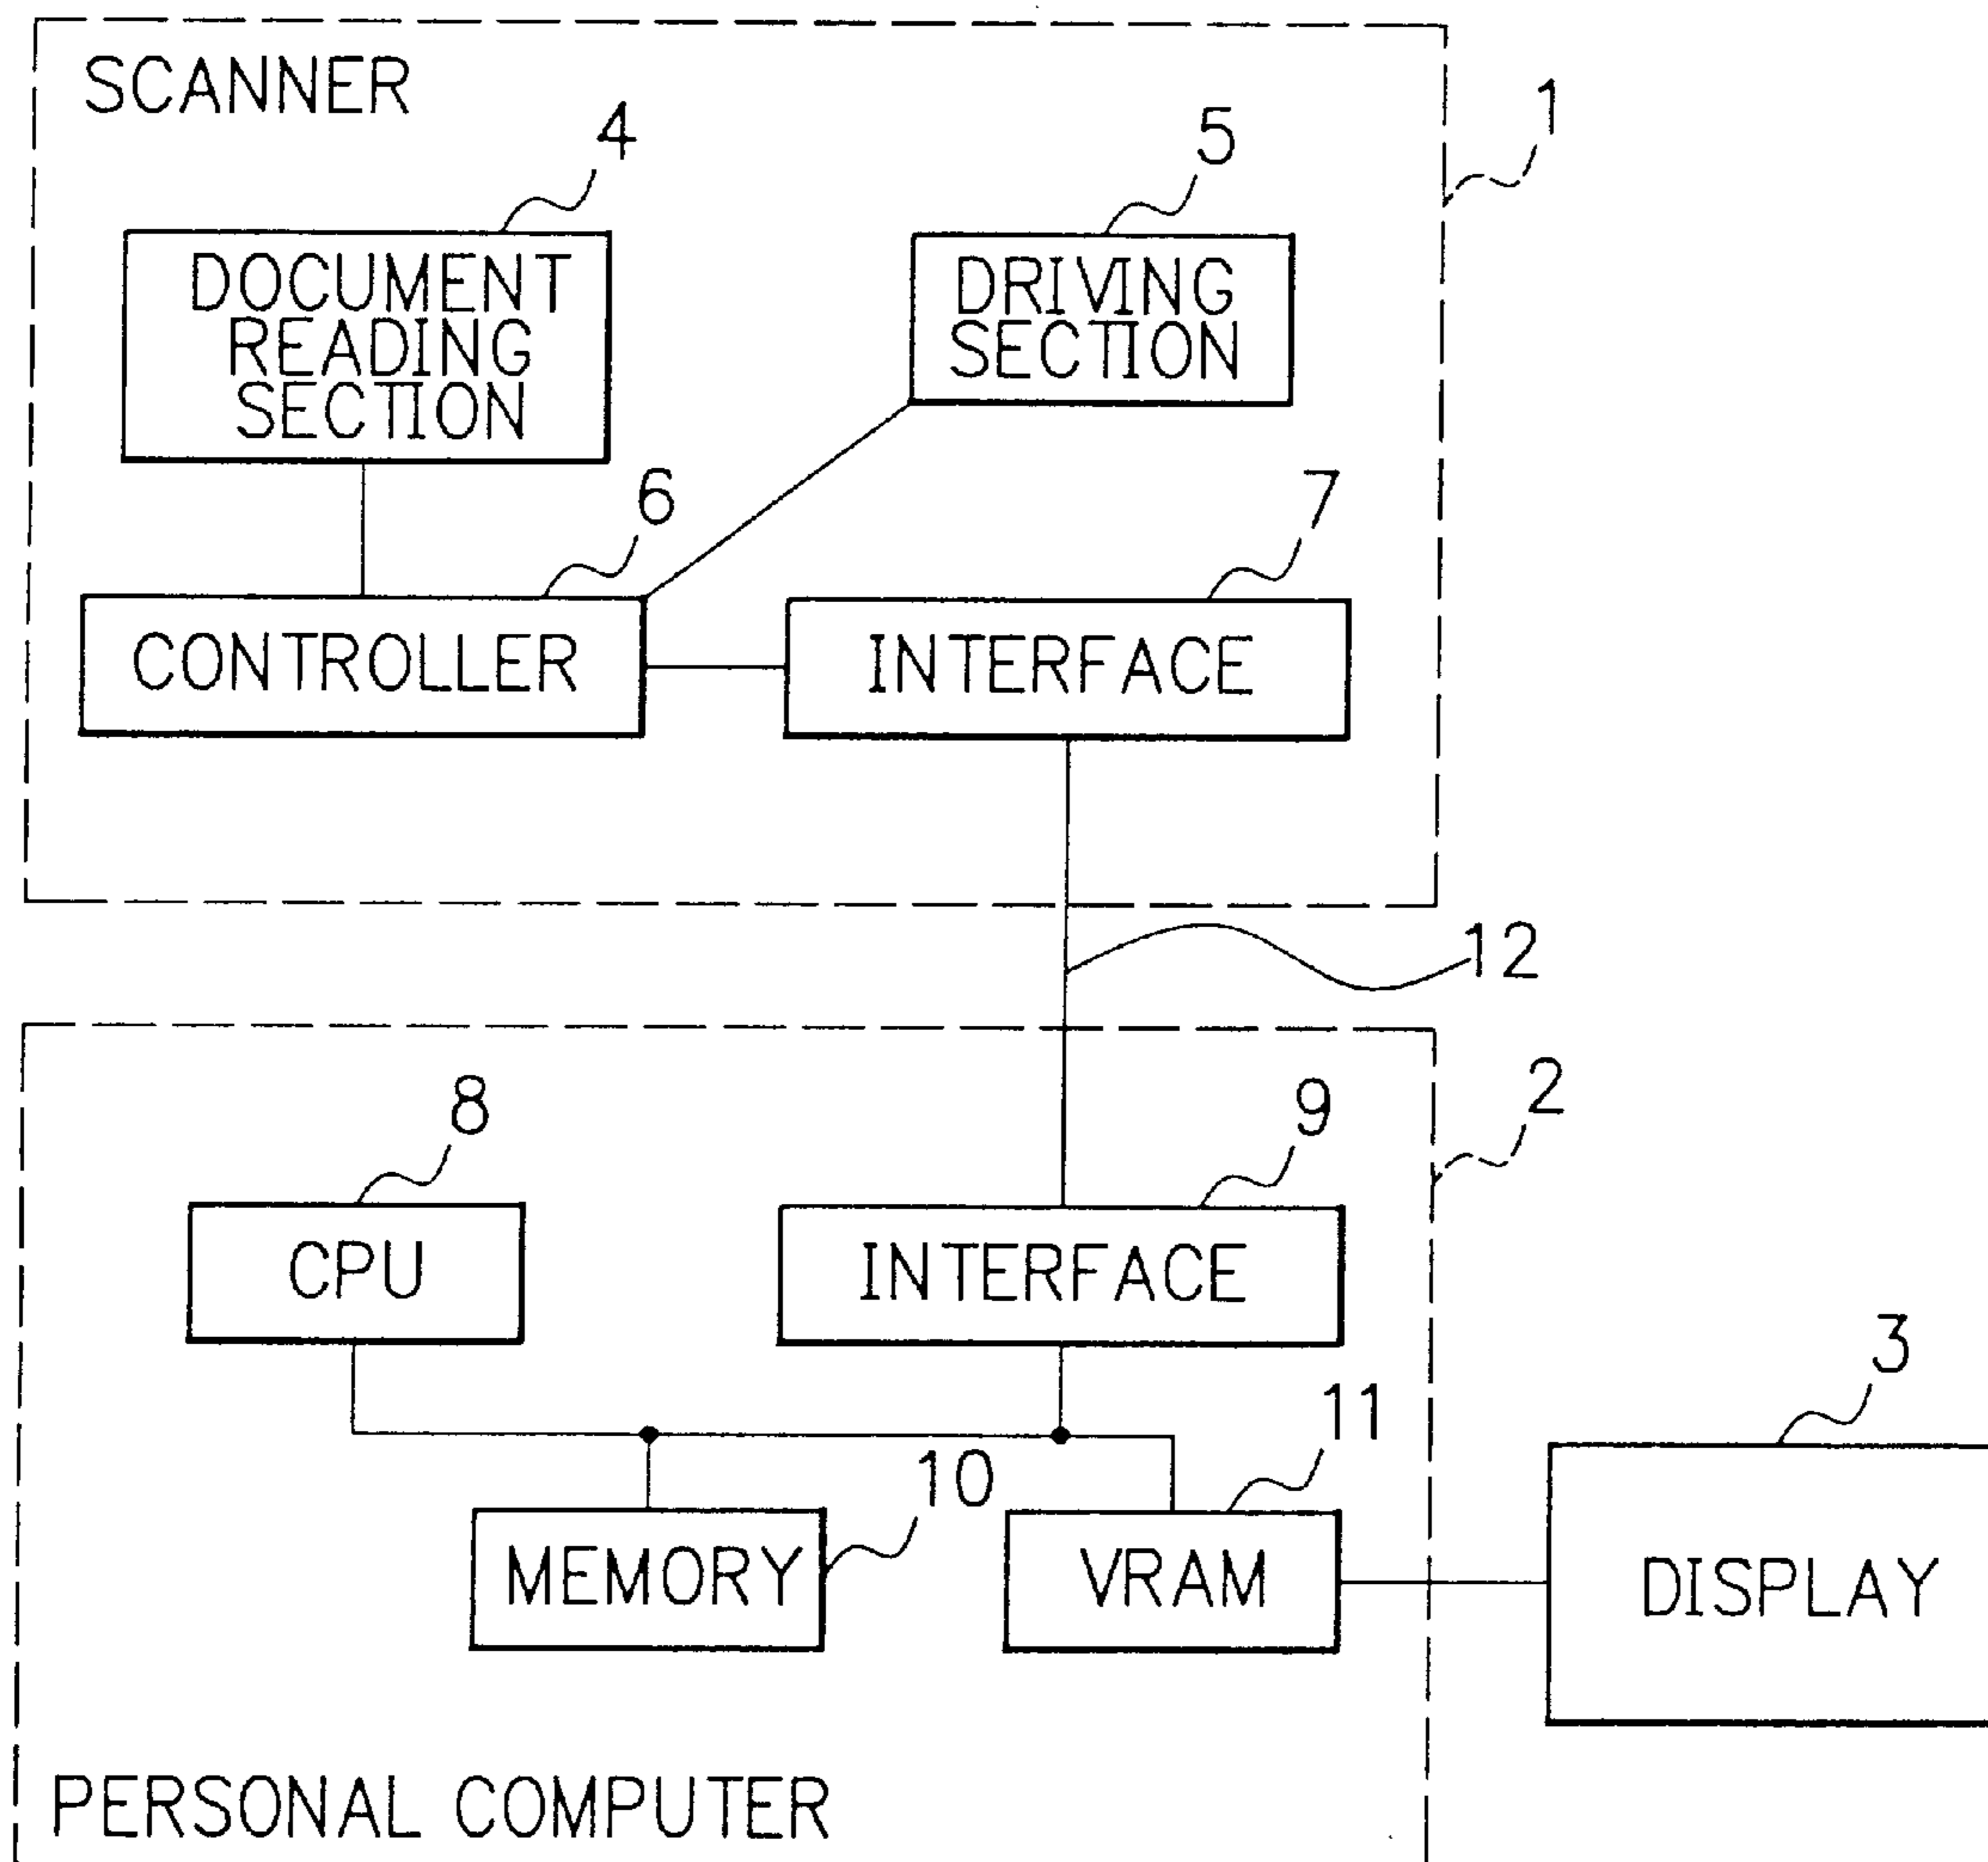 SCANNER
1
4
5
DOCUMENT
READING
SECTION
DRIVING
SECTION
6
7
CONTROLLER
INTERFACE
12
2
8
9
CPU
INTERFACE
3
11
10
MEMORY
VRAM
DISPLAY
PERSONAL COMPUTER